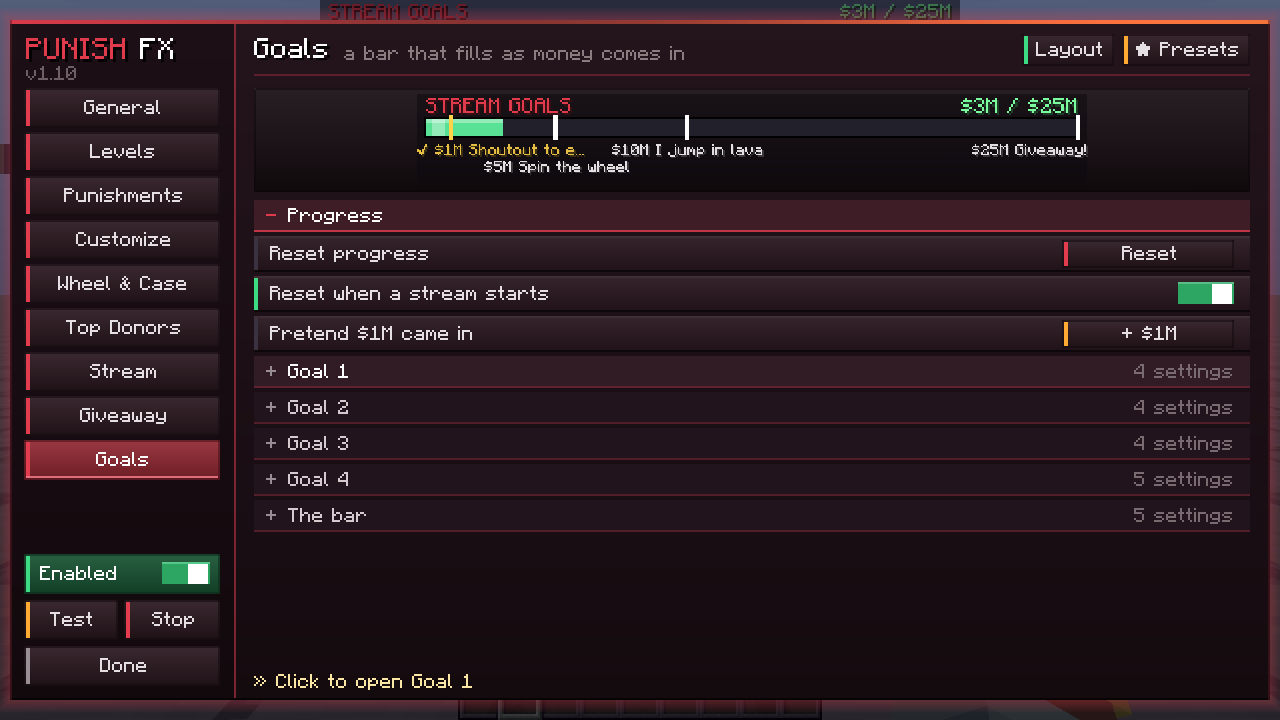 STREAM GOALS $3M / $25M
PUNISH FX
v1.10
Goals a bar that fills as money comes in
Layout
Presets
General
Levels
Punishments
Customize
Wheel & Case
Top Donors
Stream
Giveaway
Goals
STREAM GOALS $3M / $25M
✓ $1M Shoutout to e… $10M I jump in lava $25M Giveaway!
$5M Spin the wheel
− Progress
Reset progress Reset
Reset when a stream starts
Pretend $1M came in + $1M
+ Goal 1 4 settings
+ Goal 2 4 settings
+ Goal 3 4 settings
+ Goal 4 5 settings
+ The bar 5 settings
Enabled
Test Stop
Done
» Click to open Goal 1